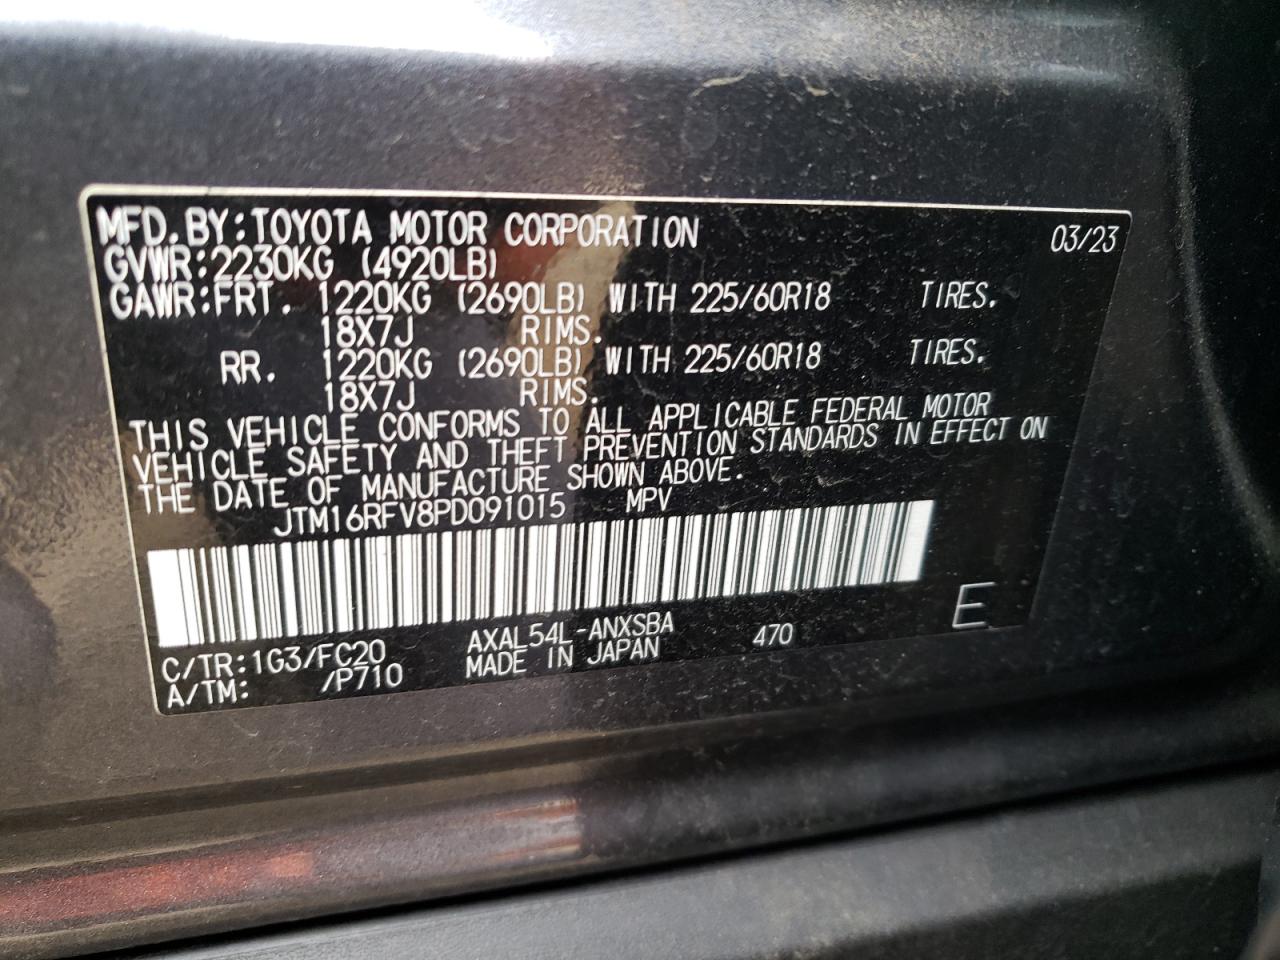 MFD. BY: TOYOTA MOTOR CORPORATION 03/23
GVWR: 2230KG (4920LB)
GAWR: FRT. 1220KG (2690LB) WITH 225/60R18 TIRES.
18X7J RIMS.
RR. 1220KG (2690LB) WITH 225/60R18 TIRES.
18X7J RIMS.
THIS VEHICLE CONFORMS TO ALL APPLICABLE FEDERAL MOTOR
VEHICLE SAFETY AND THEFT PREVENTION STANDARDS IN EFFECT ON
THE DATE OF MANUFACTURE SHOWN ABOVE.
JTM16RFV8PD091015 MPV
C/TR: 1G3/FC20 AXAL54L-ANXSBA 470 E
A/TM: /P710 MADE IN JAPAN